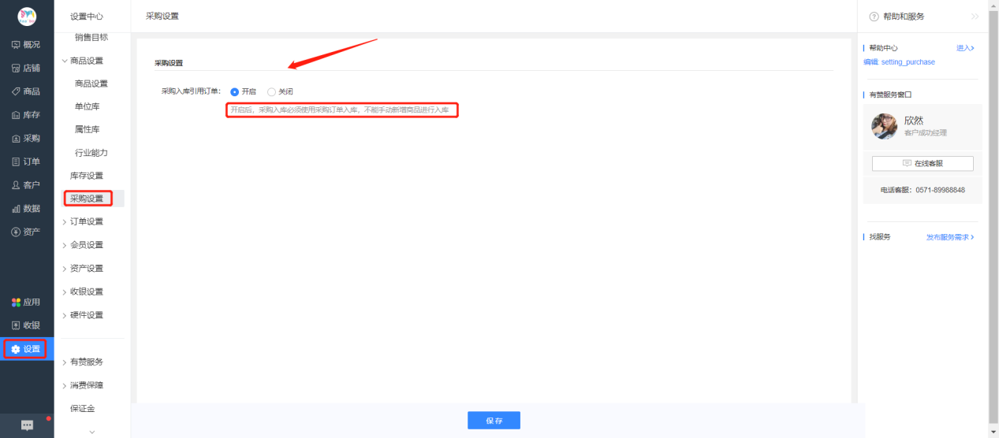 概况
店铺
商品
库存
采购
订单
客户
数据
资产
应用
收银
设置
设置中心
销售目标
商品设置
商品设置
单位库
属性库
行业能力
库存设置
采购设置
订单设置
会员设置
资产设置
收银设置
硬件设置
有赞服务
消费保障
保证金
采购设置
采购设置
采购入库引用订单: 开启 关闭
开启后，采购入库必须使用采购订单入库，不能手动新增商品进行入库
保存
帮助和服务
帮助中心 进入
编辑: setting_purchase
有赞服务窗口
欣然
客户成功经理
在线客服
电话客服: 0571-89988848
找服务 发布服务需求